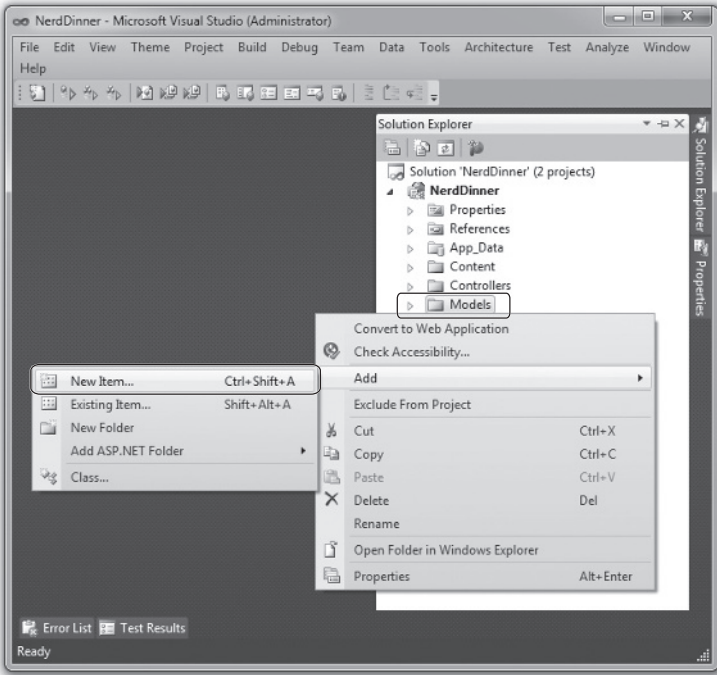 NerdDinner - Microsoft Visual Studio (Administrator)
File Edit View Theme Project Build Debug Team Data Tools Architecture Test Analyze Window
Help
Solution Explorer
Solution 'NerdDinner' (2 projects)
NerdDinner
Properties
References
App_Data
Content
Controllers
Models
Convert to Web Application
Check Accessibility...
Add
Exclude From Project
Cut Ctrl+X
Copy Ctrl+C
Paste Ctrl+V
Delete Del
Rename
Open Folder in Windows Explorer
Properties Alt+Enter
New Item... Ctrl+Shift+A
Existing Item... Shift+Alt+A
New Folder
Add ASP.NET Folder
Class...
Solution Explorer
Properties
Error List Test Results
Ready